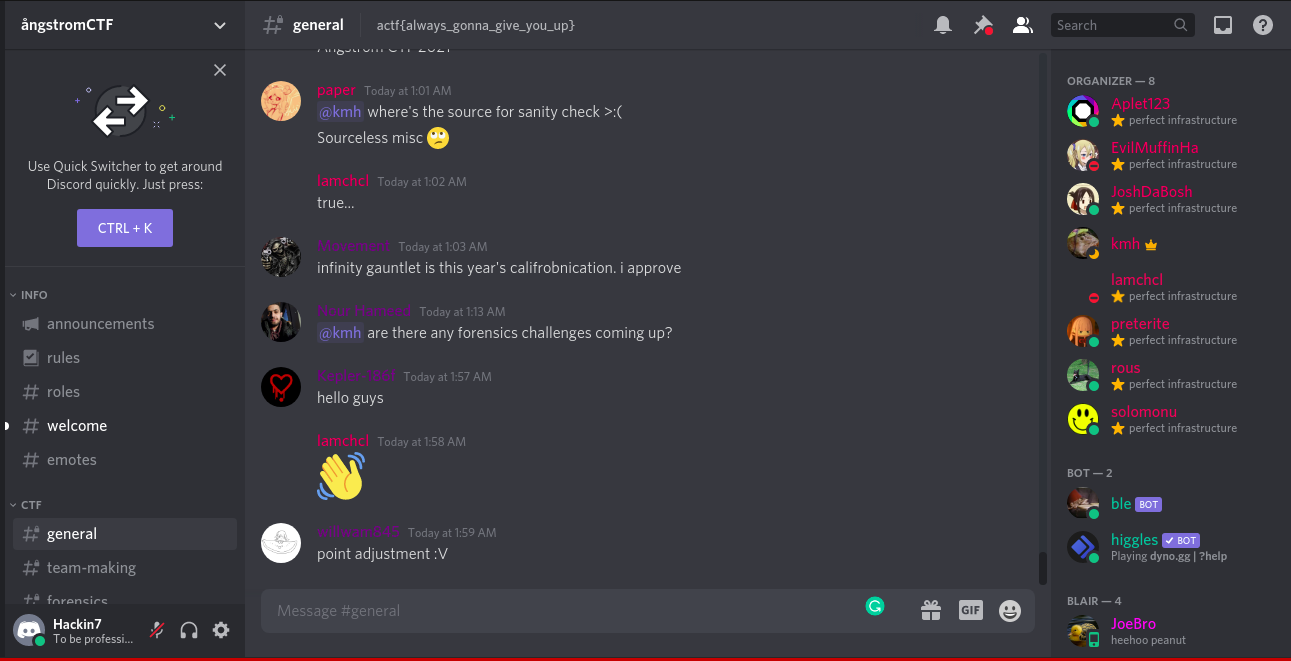 ångstromCTF
general
actf{always_gonna_give_you_up}
Search
Use Quick Switcher to get around
Discord quickly. Just press:
CTRL + K
INFO
announcements
rules
roles
welcome
emotes
CTF
general
team-making
forensics
Hackin7
To be professi...
ångstrom CTF 2021
paper Today at 1:01 AM
@kmh where's the source for sanity check >:(
Sourceless misc
lamchcl Today at 1:02 AM
true...
Today at 1:03 AM
infinity gauntlet is this year's califrobnication. i approve
Today at 1:13 AM
@kmh are there any forensics challenges coming up?
Today at 1:57 AM
hello guys
lamchcl Today at 1:58 AM
Today at 1:59 AM
point adjustment :V
Message #general
GIF
ORGANIZER — 8
Aplet123
perfect infrastructure
EvilMuffinHa
perfect infrastructure
JoshDaBosh
perfect infrastructure
kmh
lamchcl
perfect infrastructure
preterite
perfect infrastructure
rous
perfect infrastructure
solomonu
perfect infrastructure
BOT — 2
ble BOT
higgles BOT
Playing dyno.gg | ?help
BLAIR — 4
JoeBro
heehoo peanut